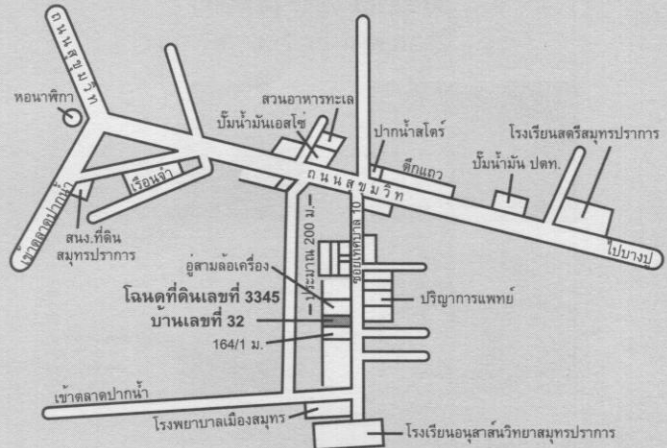 ถนนสุขุมวิท
หอนาฬิกา
สวนอาหารทะเล
ปั๊มน้ำมันเอสโซ่
ปากน้ำสโตร์
ตึกแถว
โรงเรียนสตรีสมุทรปราการ
ปั๊มน้ำมัน ปตท.
เรือนจำ
ถนนสุขุมวิท
เข้าตลาดปากน้ำ
สนง.ที่ดิน
สมุทรปราการ
ประมาณ 200 ม.
ซอยเทศบาล 10
ไปบางปู
อู่สามล้อเครื่อง
โฉนดที่ดินเลขที่ 3345
บ้านเลขที่ 32
ปริญาการแพทย์
164/1 ม.
เข้าตลาดปากน้ำ
โรงพยาบาลเมืองสมุทร
โรงเรียนอนุสาส์นวิทยาสมุทรปราการ